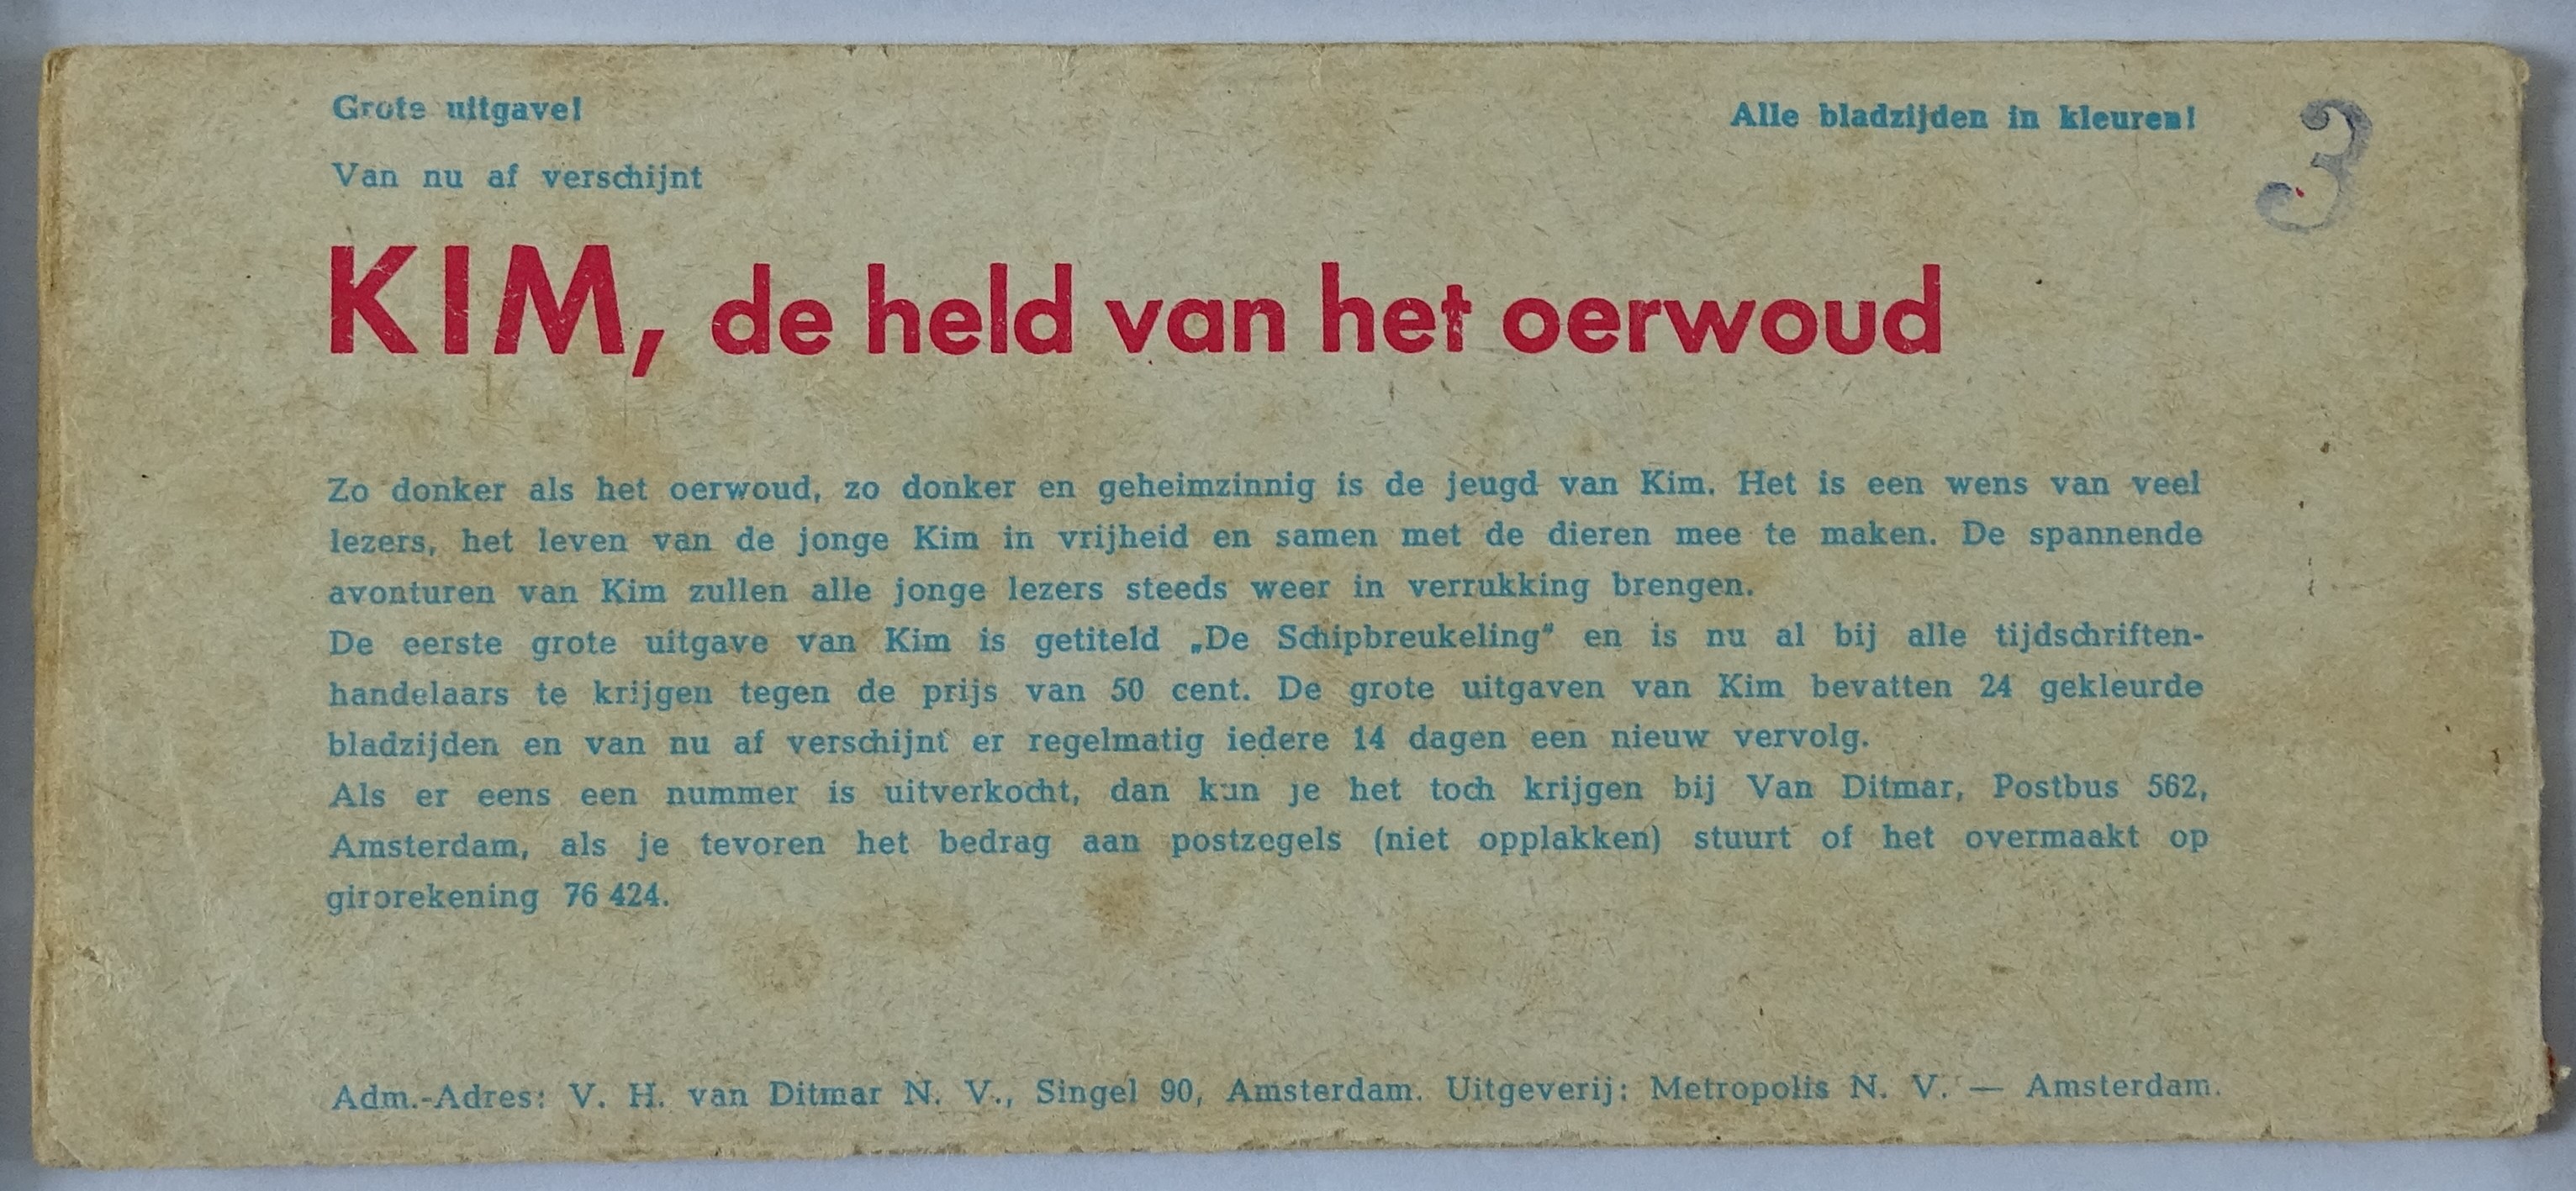 Grote uitgave!
Alle bladzijden in kleuren!
3
Van nu af verschijnt
KIM, de held van het oerwoud
Zo donker als het oerwoud, zo donker en geheimzinnig is de jeugd van Kim. Het is een wens van veel
lezers, het leven van de jonge Kim in vrijheid en samen met de dieren mee te maken. De spannende
avonturen van Kim zullen alle jonge lezers steeds weer in verrukking brengen.
De eerste grote uitgave van Kim is getiteld „De Schipbreukeling" en is nu al bij alle tijdschriften-
handelaars te krijgen tegen de prijs van 50 cent. De grote uitgaven van Kim bevatten 24 gekleurde
bladzijden en van nu af verschijnt er regelmatig iedere 14 dagen een nieuw vervolg.
Als er eens een nummer is uitverkocht, dan kan je het toch krijgen bij Van Ditmar, Postbus 562,
Amsterdam, als je tevoren het bedrag aan postzegels (niet opplakken) stuurt of het overmaakt op
girorekening 76 424.
Adm.-Adres: V. H. van Ditmar N. V., Singel 90, Amsterdam. Uitgeverij: Metropolis N. V. — Amsterdam.